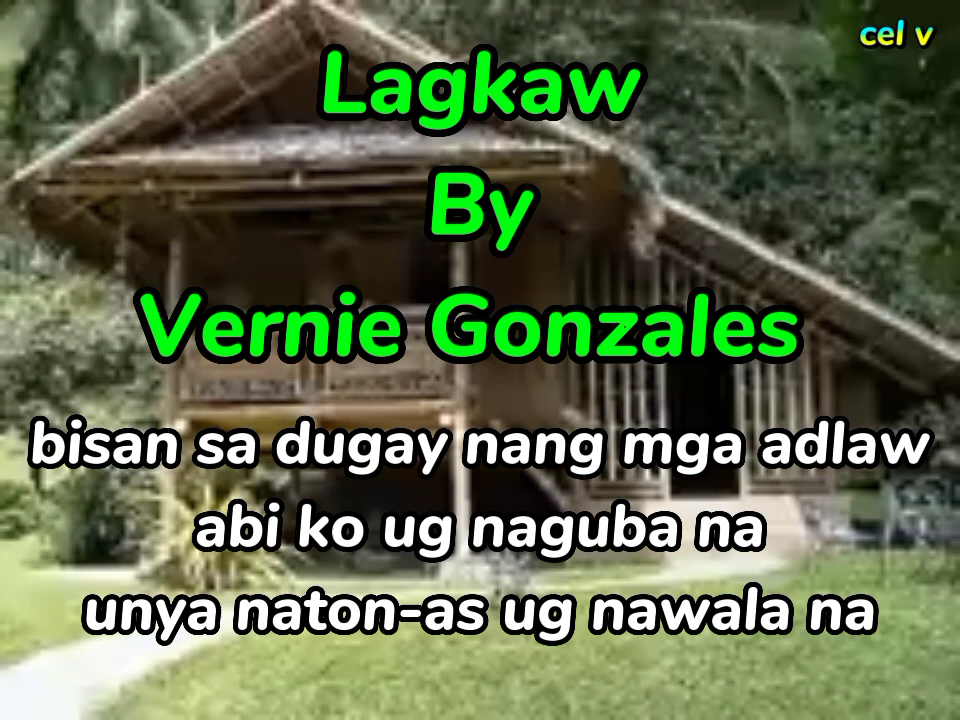 cel v
Lagkaw
By
Vernie Gonzales
bisan sa dugay nang mga adlaw
abi ko ug naguba na
unya naton-as ug nawala na